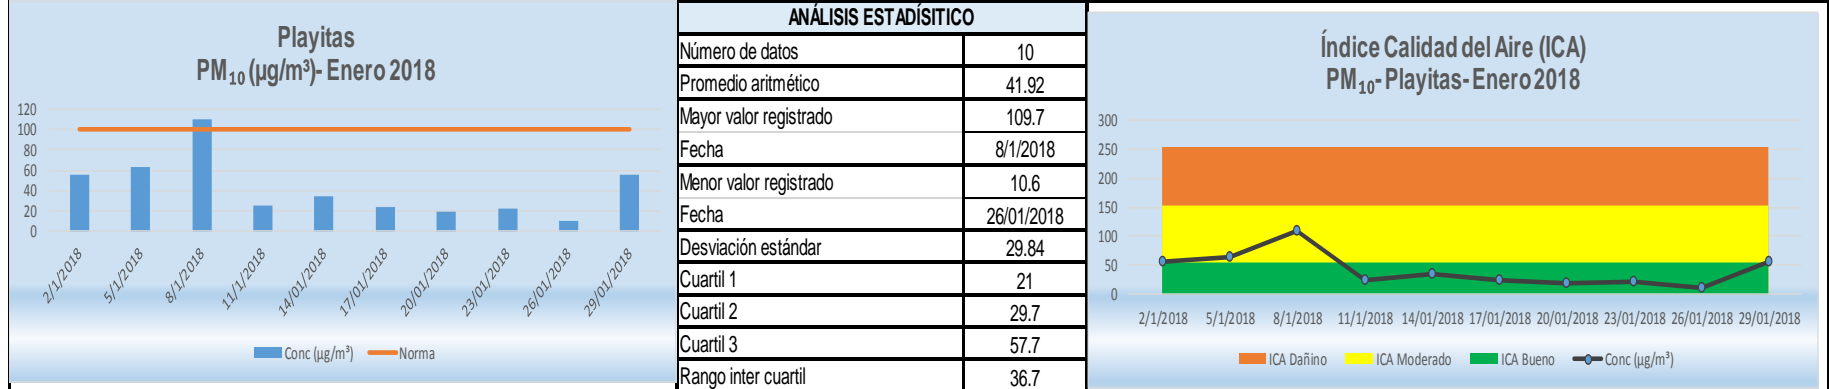 Playitas
PM₁₀ (µg/m³)- Enero 2018
120
100
80
60
40
20
0
2/1/2018
5/1/2018
8/1/2018
11/1/2018
14/01/2018
17/01/2018
20/01/2018
23/01/2018
26/01/2018
29/01/2018
Conc (µg/m³)
Norma
ANÁLISIS ESTADÍSITICO
Número de datos 10
Promedio aritmético 41.92
Mayor valor registrado 109.7
Fecha 8/1/2018
Menor valor registrado 10.6
Fecha 26/01/2018
Desviación estándar 29.84
Cuartil 1 21
Cuartil 2 29.7
Cuartil 3 57.7
Rango inter cuartil 36.7
Índice Calidad del Aire (ICA)
PM₁₀- Playitas- Enero 2018
300
250
200
150
100
50
0
2/1/2018
5/1/2018
8/1/2018
11/1/2018
14/01/2018
17/01/2018
20/01/2018
23/01/2018
26/01/2018
29/01/2018
ICA Dañino
ICA Moderado
ICA Bueno
Conc (µg/m³)